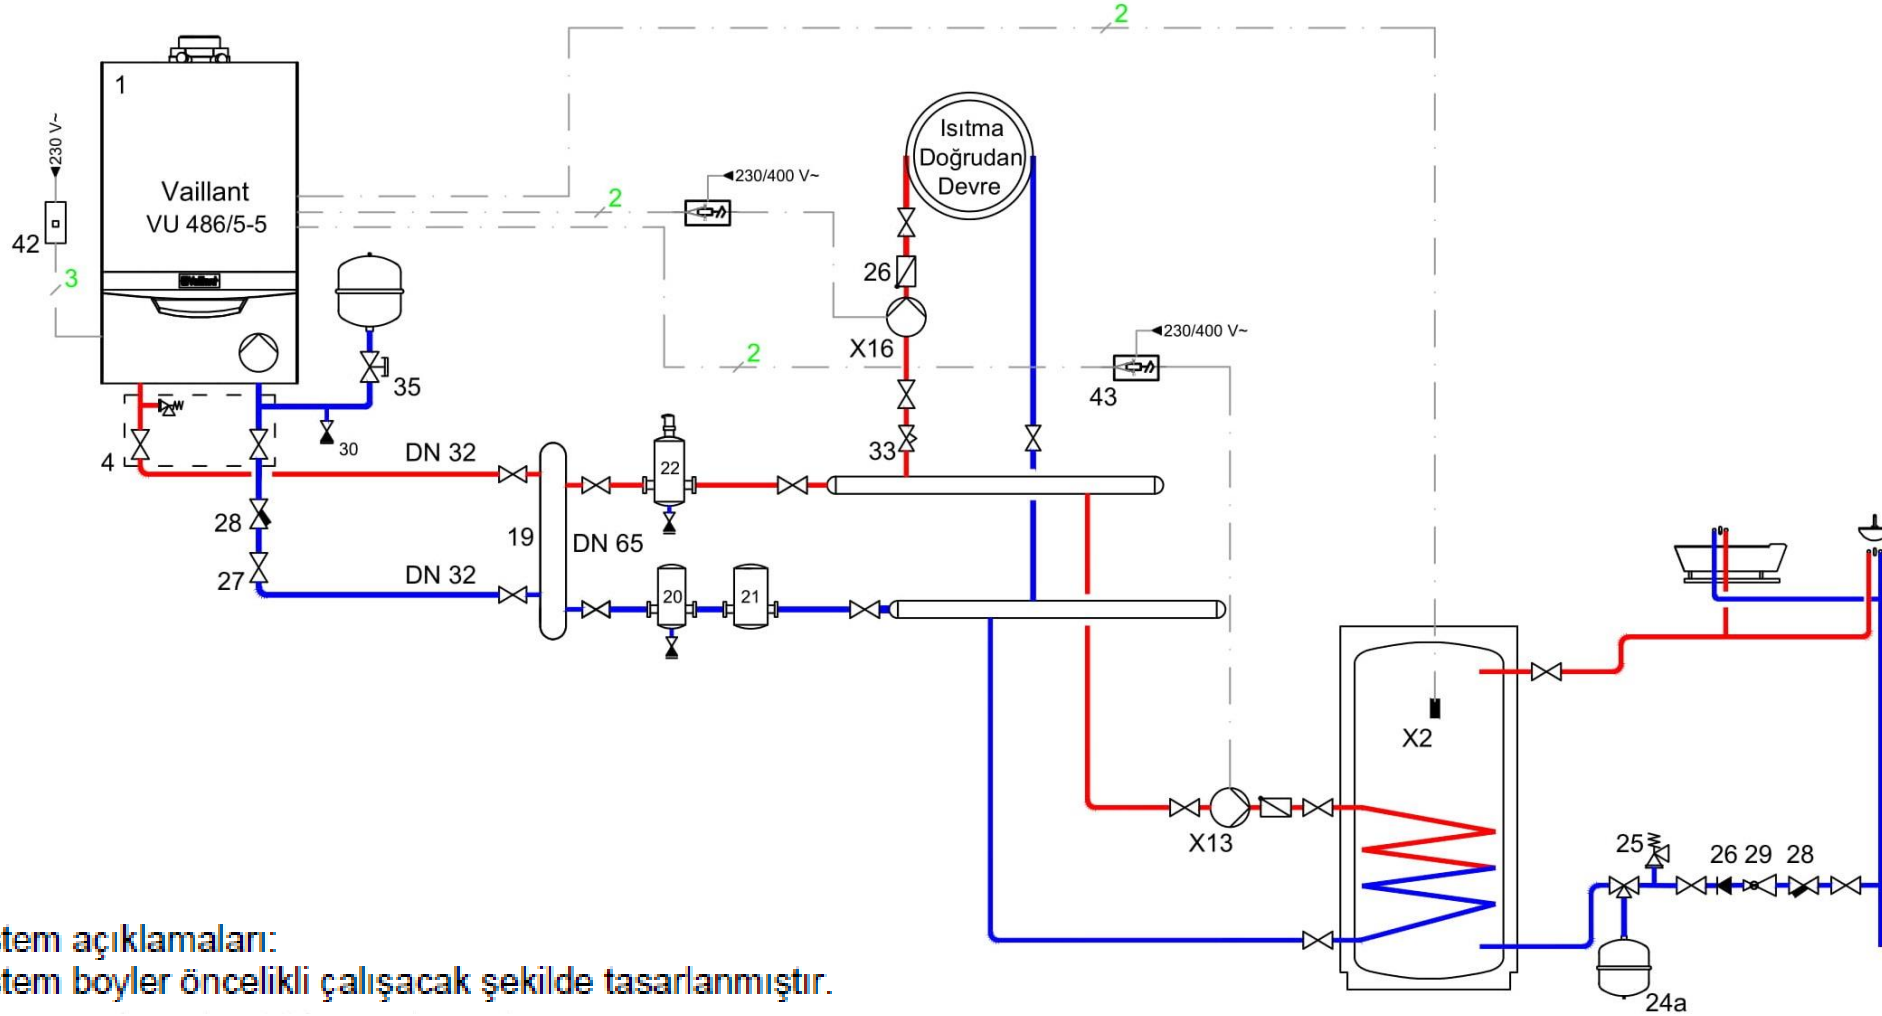 2
1
230 V~
Isıtma
Doğrudan
Devre
230/400 V~
Vaillant
VU 486/5-5
2
42
3
26
X16
230/400 V~
2
35
43
4
30
DN 32
33
22
28
19
DN 65
27
DN 32
20
21
X2
X13
25
26
29
28
24a
stem açıklamaları:
stem boyler öncelikli çalışacak şekilde tasarlanmıştır.